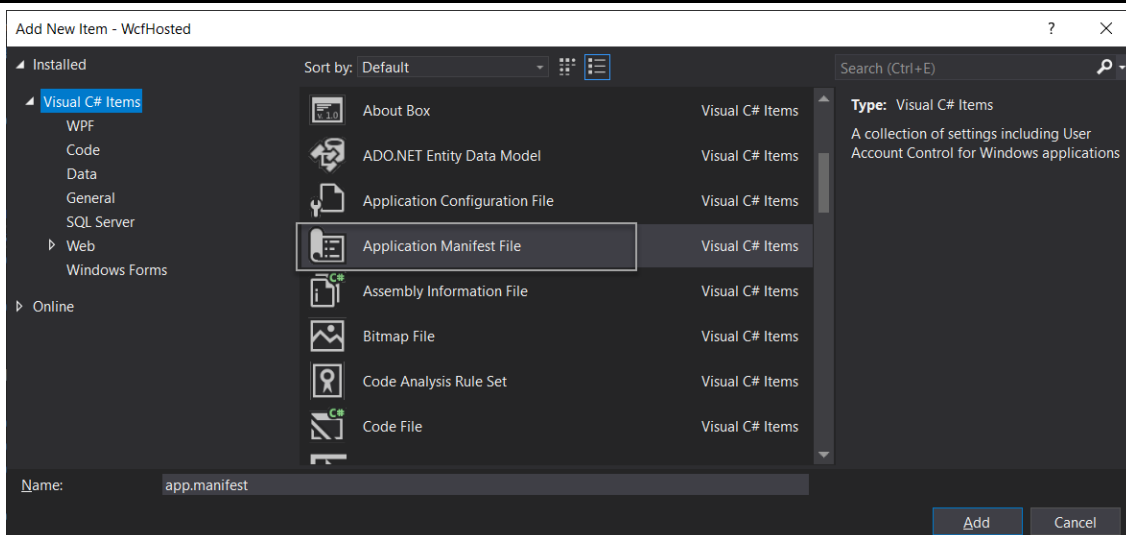 Add New Item - WcfHosted
?
Installed
Sort by: Default
Search (Ctrl+E)
Visual C# Items
WPF
Code
Data
General
SQL Server
Web
Windows Forms
Online
About Box Visual C# Items
ADO.NET Entity Data Model Visual C# Items
Application Configuration File Visual C# Items
Application Manifest File Visual C# Items
Assembly Information File Visual C# Items
Bitmap File Visual C# Items
Code Analysis Rule Set Visual C# Items
Code File Visual C# Items
Type: Visual C# Items
A collection of settings including User
Account Control for Windows applications
Name: app.manifest
Add Cancel